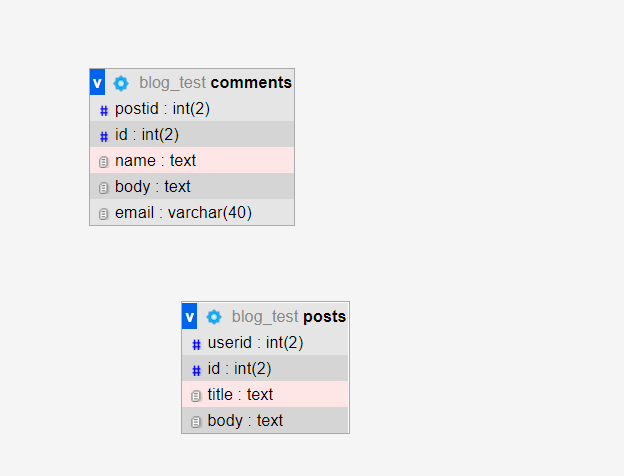 v blog_test comments
# postid : int(2)
# id : int(2)
name : text
body : text
email : varchar(40)
v blog_test posts
# userid : int(2)
# id : int(2)
title : text
body : text